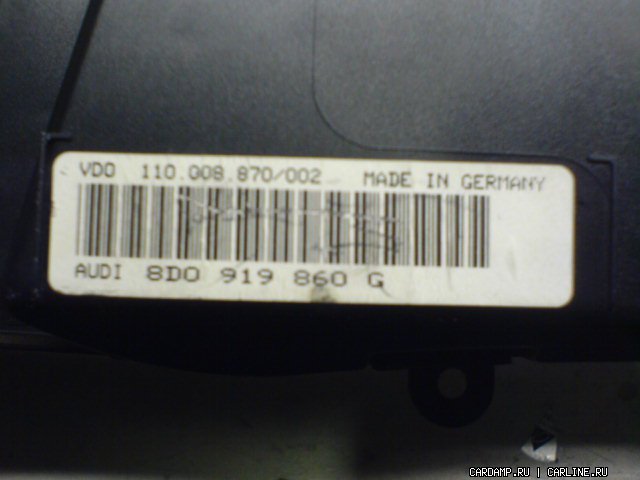 VDO 110.008.870/002 MADE IN GERMANY
AUDI 8D0 919 860 G
CARDAMP.RU | CARLINE.RU